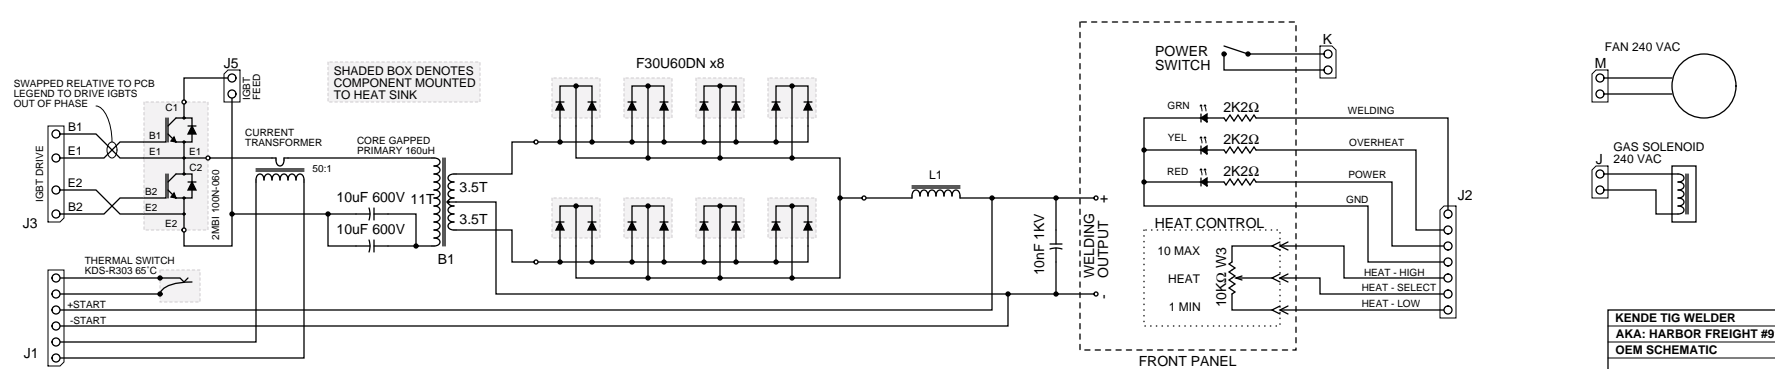 SWAPPED RELATIVE TO PCB
LEGEND TO DRIVE IGBTS
OUT OF PHASE
J5
IGBT
FEED
SHADED BOX DENOTES
COMPONENT MOUNTED
TO HEAT SINK
F30U60DN x8
C1
B1
E1
E1
C2
B2
E2
E2
2MBI 100N-060
B1
E1
E2
B2
IGBT DRIVE
J3
CURRENT
TRANSFORMER
50:1
CORE GAPPED
PRIMARY 160uH
10uF 600V
10uF 600V
11T
3.5T
3.5T
B1
THERMAL SWITCH
KDS-R303 65°C
+START
-START
J1
L1
10nF 1KV
+
WELDING
OUTPUT
-
POWER
SWITCH
K
GRN
2K2Ω
WELDING
YEL
2K2Ω
OVERHEAT
RED
2K2Ω
POWER
GND
J2
HEAT CONTROL
10 MAX
HEAT
1 MIN
10KΩ W3
HEAT - HIGH
HEAT - SELECT
HEAT - LOW
FRONT PANEL
FAN 240 VAC
M
GAS SOLENOID
240 VAC
J
KENDE TIG WELDER
AKA: HARBOR FREIGHT #9
OEM SCHEMATIC